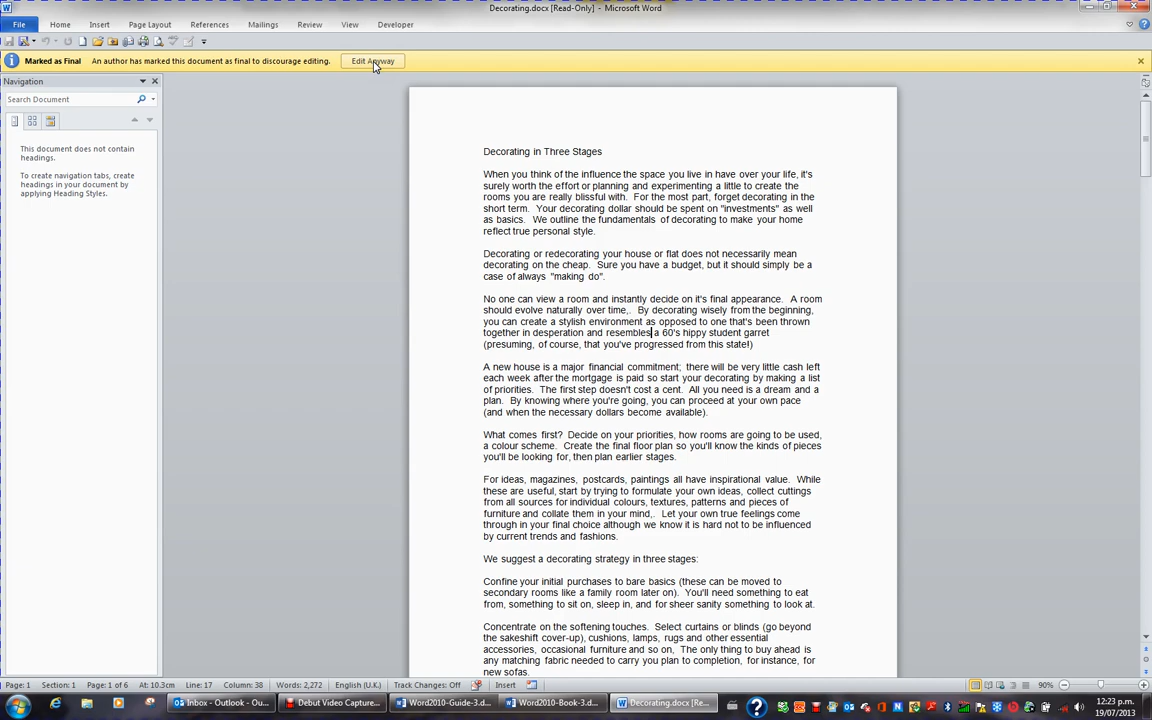 Decorating.docx [Read-Only] - Microsoft Word
File Home Insert Page Layout References Mailings Review View Developer
Marked as Final An author has marked this document as final to discourage editing. Edit Anyway
Navigation
Search Document
This document does not contain
headings.
To create navigation tabs, create
headings in your document by
applying Heading Styles.
Decorating in Three Stages
When you think of the influence the space you live in have over your life, it's
surely worth the effort or planning and experimenting a little to create the
rooms you are really blissful with. For the most part, forget decorating in the
short term. Your decorating dollar should be spent on "investments" as well
as basics. We outline the fundamentals of decorating to make your home
reflect true personal style.
Decorating or redecorating your house or flat does not necessarily mean
decorating on the cheap. Sure you have a budget, but it should simply be a
case of always "making do".
No one can view a room and instantly decide on it's final appearance. A room
should evolve naturally over time,. By decorating wisely from the beginning,
you can create a stylish environment as opposed to one that's been thrown
together in desperation and resembles a 60's hippy student garret
(presuming, of course, that you've progressed from this state!)
A new house is a major financial commitment; there will be very little cash left
each week after the mortgage is paid so start your decorating by making a list
of priorities. The first step doesn't cost a cent. All you need is a dream and a
plan. By knowing where you're going, you can proceed at your own pace
(and when the necessary dollars become available).
What comes first? Decide on your priorities, how rooms are going to be used,
a colour scheme. Create the final floor plan so you'll know the kinds of pieces
you'll be looking for, then plan earlier stages.
For ideas, magazines, postcards, paintings all have inspirational value. While
these are useful, start by trying to formulate your own ideas, collect cuttings
from all sources for individual colours, textures, patterns and pieces of
furniture and collate them in your mind,. Let your own true feelings come
through in your final choice although we know it is hard not to be influenced
by current trends and fashions.
We suggest a decorating strategy in three stages:
Confine your initial purchases to bare basics (these can be moved to
secondary rooms like a family room later on). You'll need something to eat
from, something to sit on, sleep in, and for sheer sanity something to look at.
Concentrate on the softening touches. Select curtains or blinds (go beyond
the sakeshift cover-up), cushions, lamps, rugs and other essential
accessories, occasional furniture and so on, The only thing to buy ahead is
any matching fabric needed to carry you plan to completion, for instance, for
new sofas.
Page: 1 Section: 1 Page: 1 of 6 At: 10.3cm Line: 17 Column: 38 Words: 2,272 English (U.K.) Track Changes: Off Insert 90%
Inbox - Outlook - Ou... Debut Video Capture... Word2010-Guide-3.d... Word2010-Book-3.d... Decorating.docx [Re... 12:23 p.m.
19/07/2013